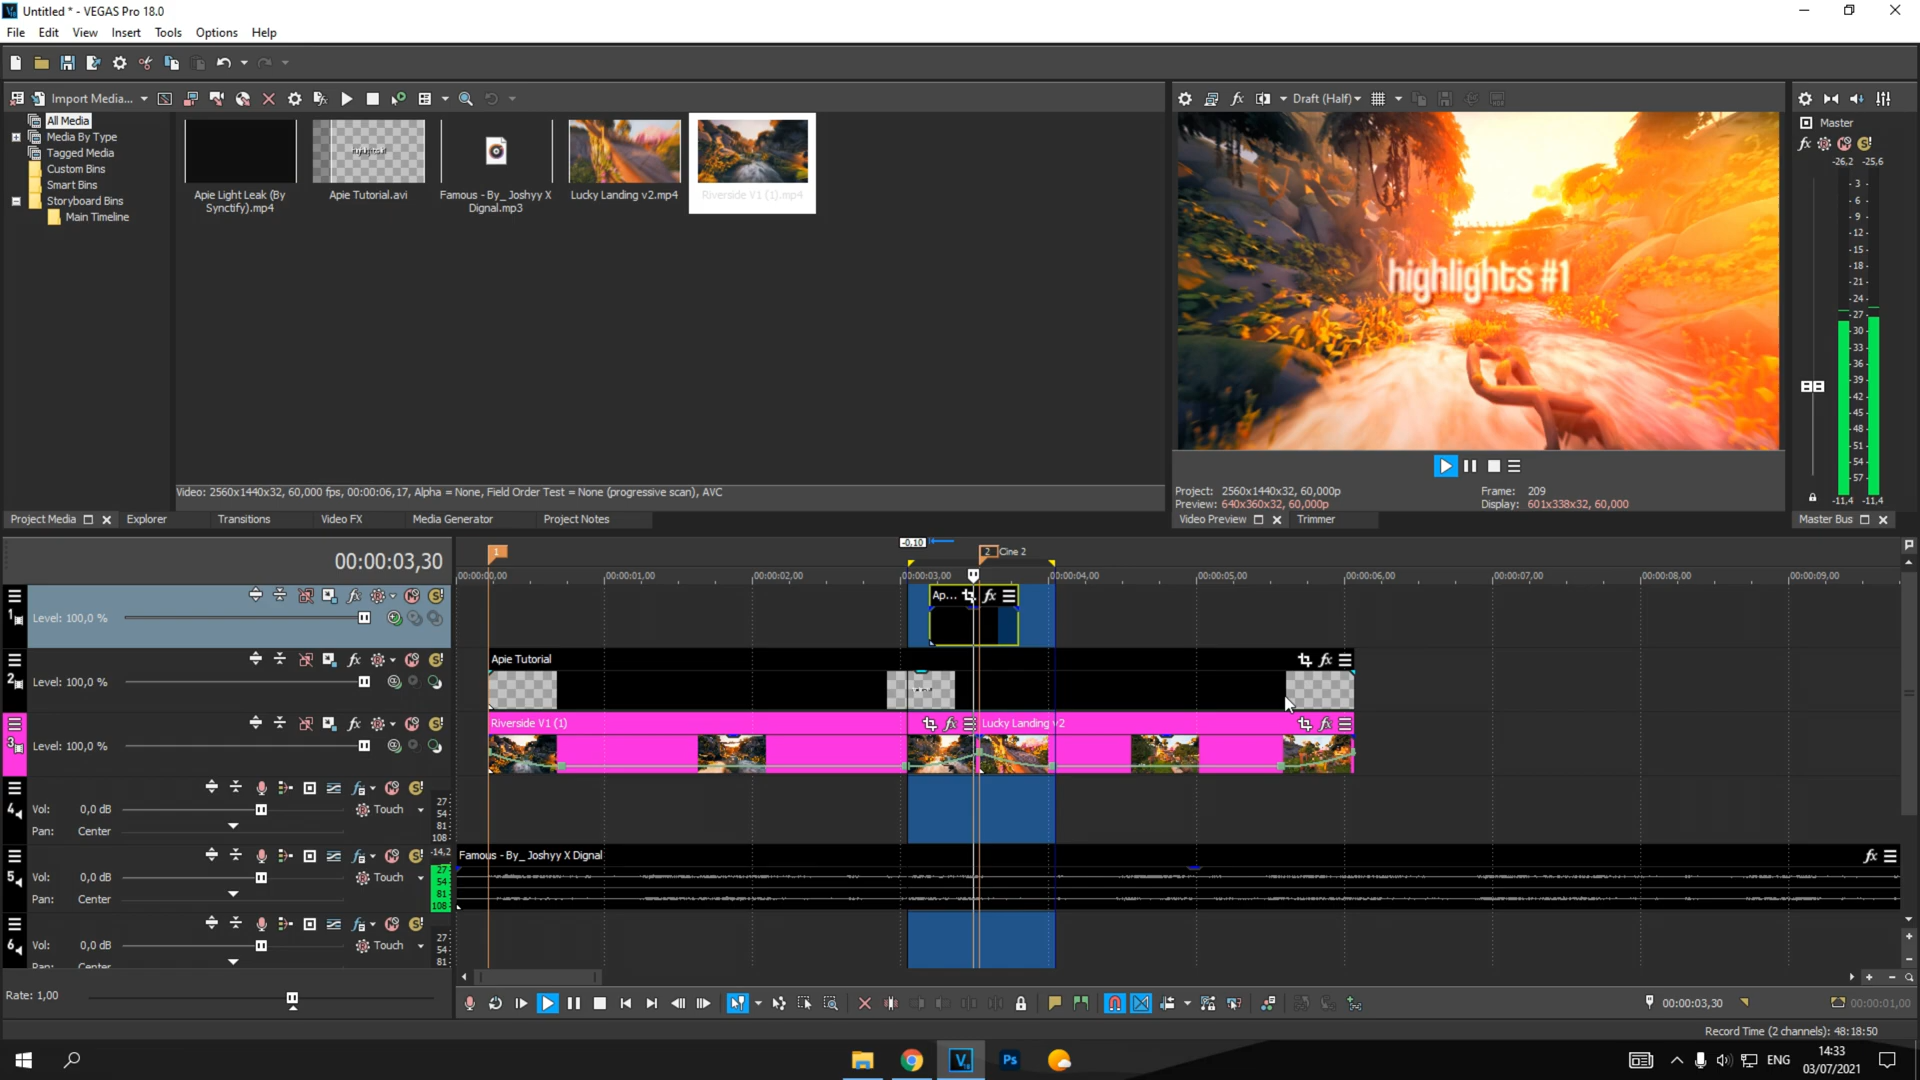 Untitled * - VEGAS Pro 18.0
File Edit View Insert Tools Options Help
Import Media...
All Media
Media By Type
Tagged Media
Custom Bins
Smart Bins
Storyboard Bins
Main Timeline
Apie Light Leak (By Synctify).mp4
Apie Tutorial.avi
Famous - By_ Joshyy X Dignal.mp3
Lucky Landing v2.mp4
Riverside V1 (1).mp4
Video: 2560x1440x32, 60,000 fps, 00:00:06,17, Alpha = None, Field Order Test = None (progressive scan), AVC
Project Media Explorer Transitions Video FX Media Generator Project Notes
Draft (Half)
highlights #1
Project: 2560x1440x32, 60,000p
Preview: 640x360x32, 60,000p
Frame: 209
Display: 601x338x32, 60,000
Video Preview Trimmer
Master
-26,2 -25,6
- 3 -
- 6 -
- 9 -
- 12 -
- 15 -
- 18 -
- 21 -
- 24 -
- 27 -
- 30 -
- 33 -
- 36 -
- 39 -
- 42 -
- 45 -
- 48 -
- 51 -
- 54 -
- 57 -
-11,4 -11,4
Master Bus
00:00:03,30
-0,10
1
2 Cine 2
00:00:00,00 00:00:01,00 00:00:02,00 00:00:03,00 00:00:04,00 00:00:05,00 00:00:06,00 00:00:07,00 00:00:08,00 00:00:09,00
1
Level: 100,0 %
Ap...
2
Level: 100,0 %
Apie Tutorial
3
Level: 100,0 %
Riverside V1 (1)
Lucky Landing v2
4
Vol: 0,0 dB Touch
Pan: Center
27
54
81
108
5
Vol: 0,0 dB Touch
Pan: Center
-14,2
27
54
81
108
Famous - By_ Joshyy X Dignal
6
Vol: 0,0 dB Touch
Pan: Center
27
54
81
Rate: 1,00
00:00:03,30
00:00:01,00
Record Time (2 channels): 48:18:50
V
Ps
ENG
14:33
03/07/2021